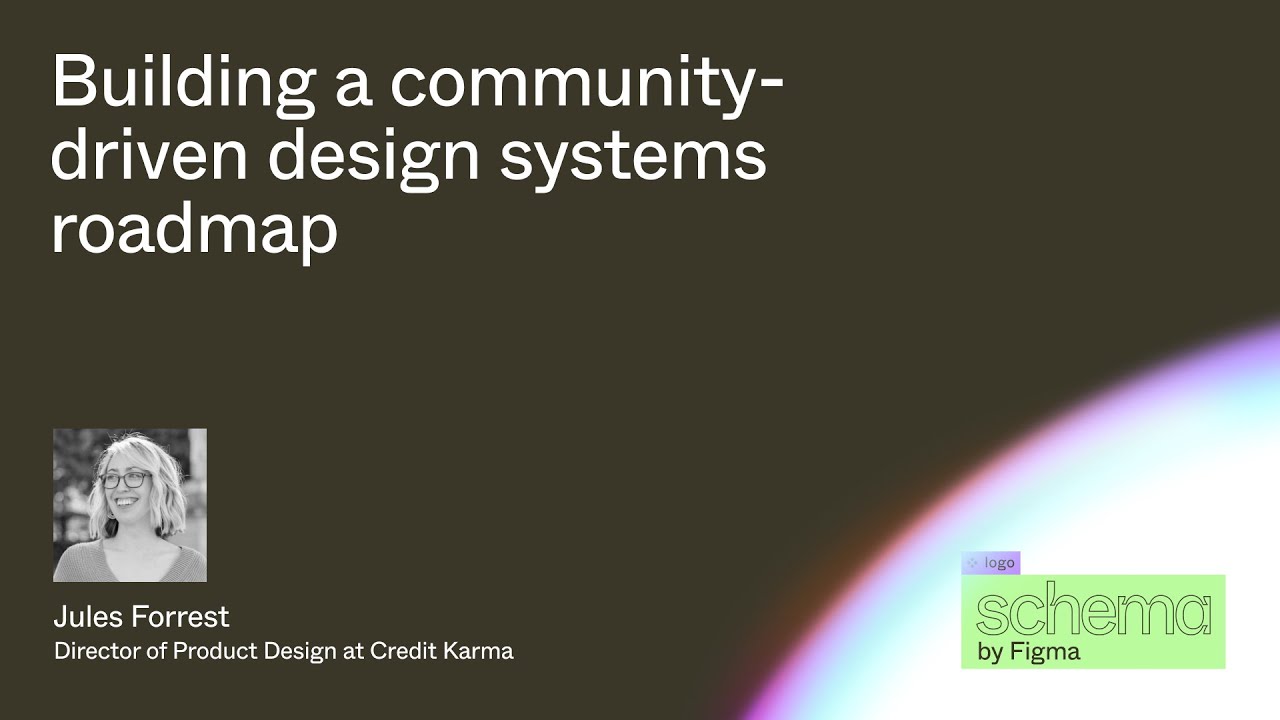 Building a community-
driven design systems
roadmap
Jules Forrest
Director of Product Design at Credit Karma
logo
schema
by Figma